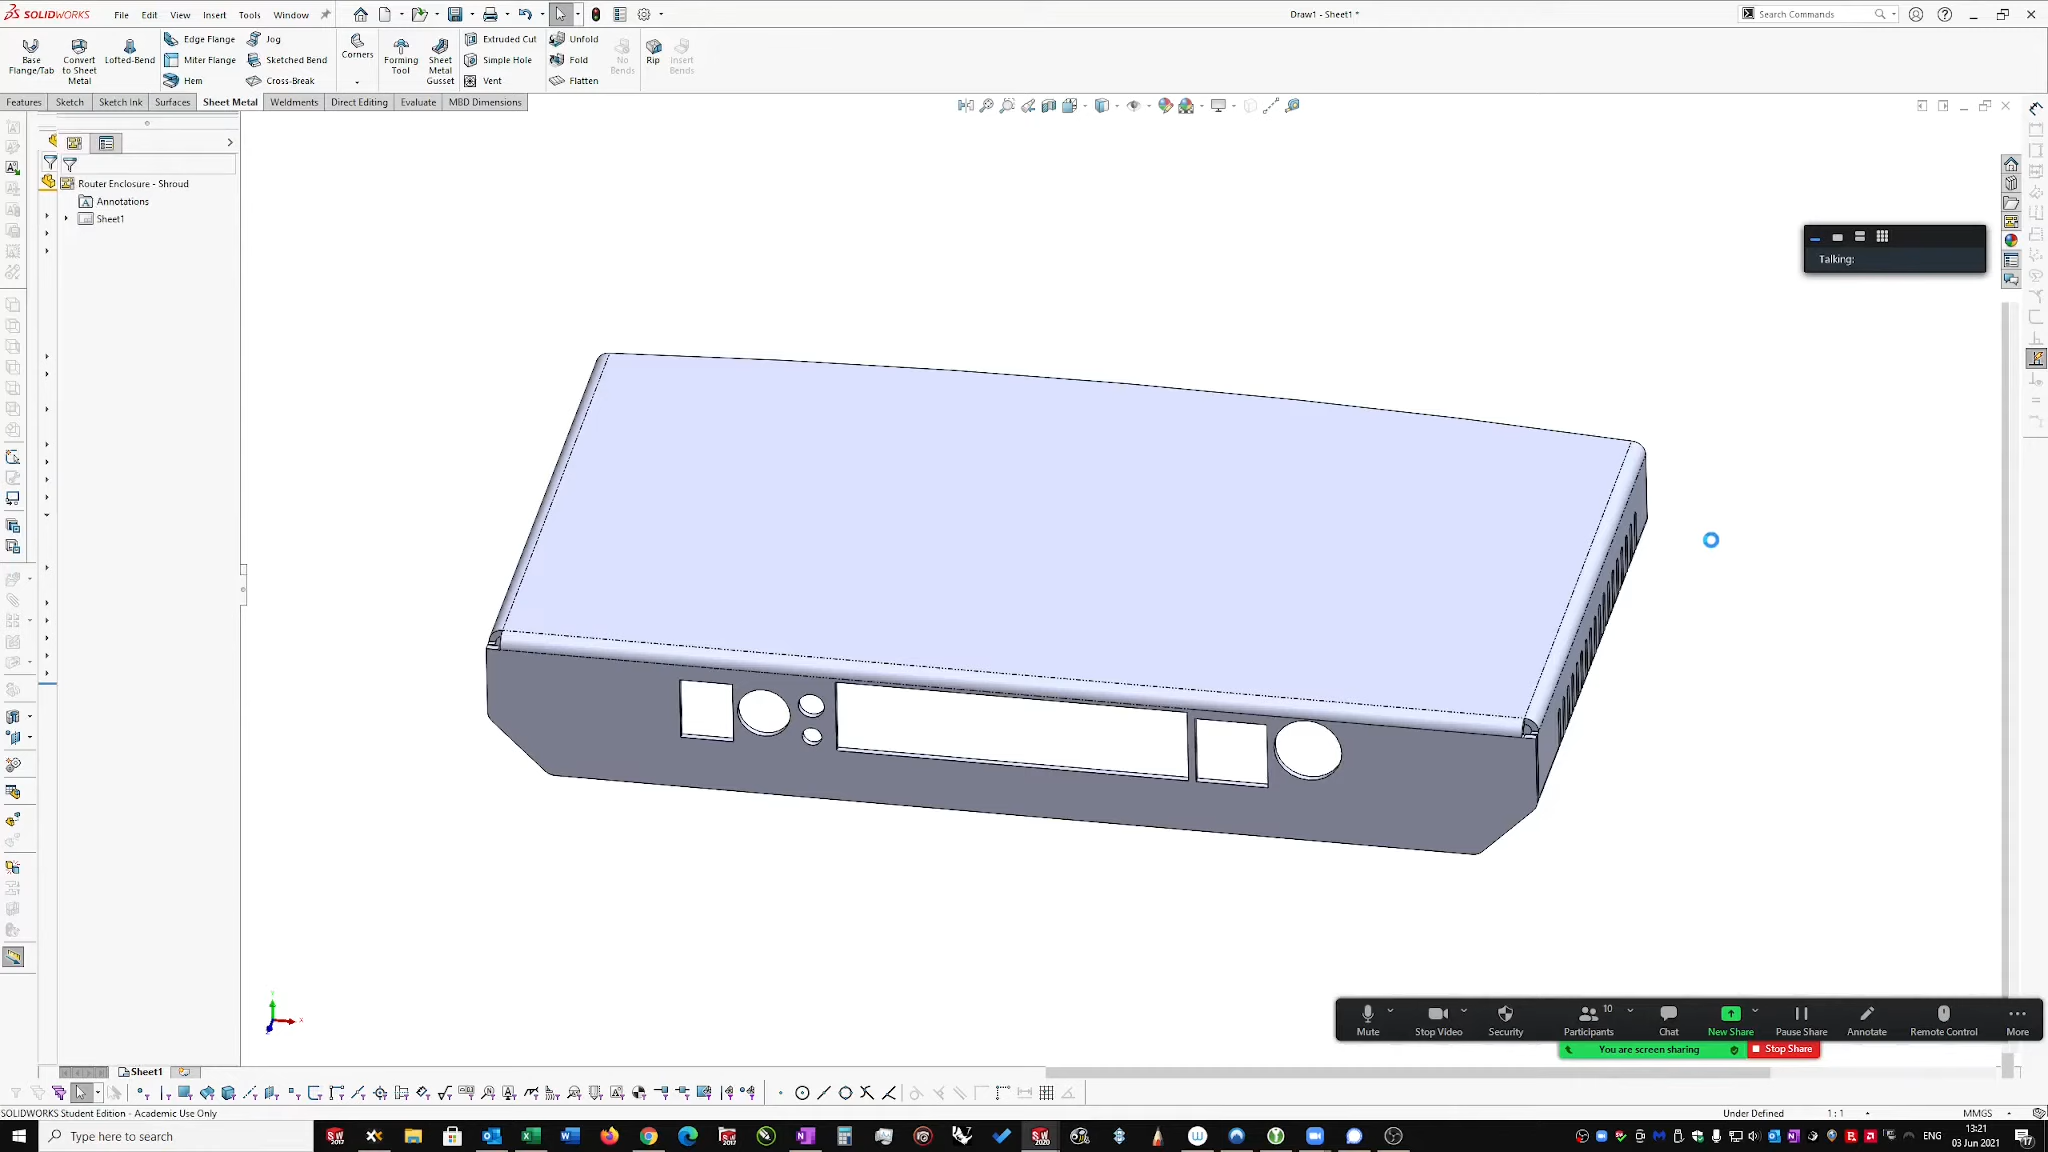 SOLIDWORKS File Edit View Insert Tools Window
Draw1 - Sheet1 *
Search Commands
Base Flange/Tab
Convert to Sheet Metal
Lofted-Bend
Edge Flange
Miter Flange
Hem
Jog
Sketched Bend
Cross-Break
Corners
Forming Tool
Sheet Metal Gusset
Extruded Cut
Simple Hole
Vent
Unfold
Fold
Flatten
No Bends
Rip
Insert Bends
Features Sketch Sketch Ink Surfaces Sheet Metal Weldments Direct Editing Evaluate MBD Dimensions
Router Enclosure - Shroud
Annotations
Sheet1
Talking:
Mute Stop Video Security Participants 10 Chat New Share Pause Share Annotate Remote Control More
You are screen sharing Stop Share
Sheet1
SOLIDWORKS Student Edition - Academic Use Only
Under Defined 1 : 1 MMGS
Type here to search
ENG
13:21
03 Jun 2021